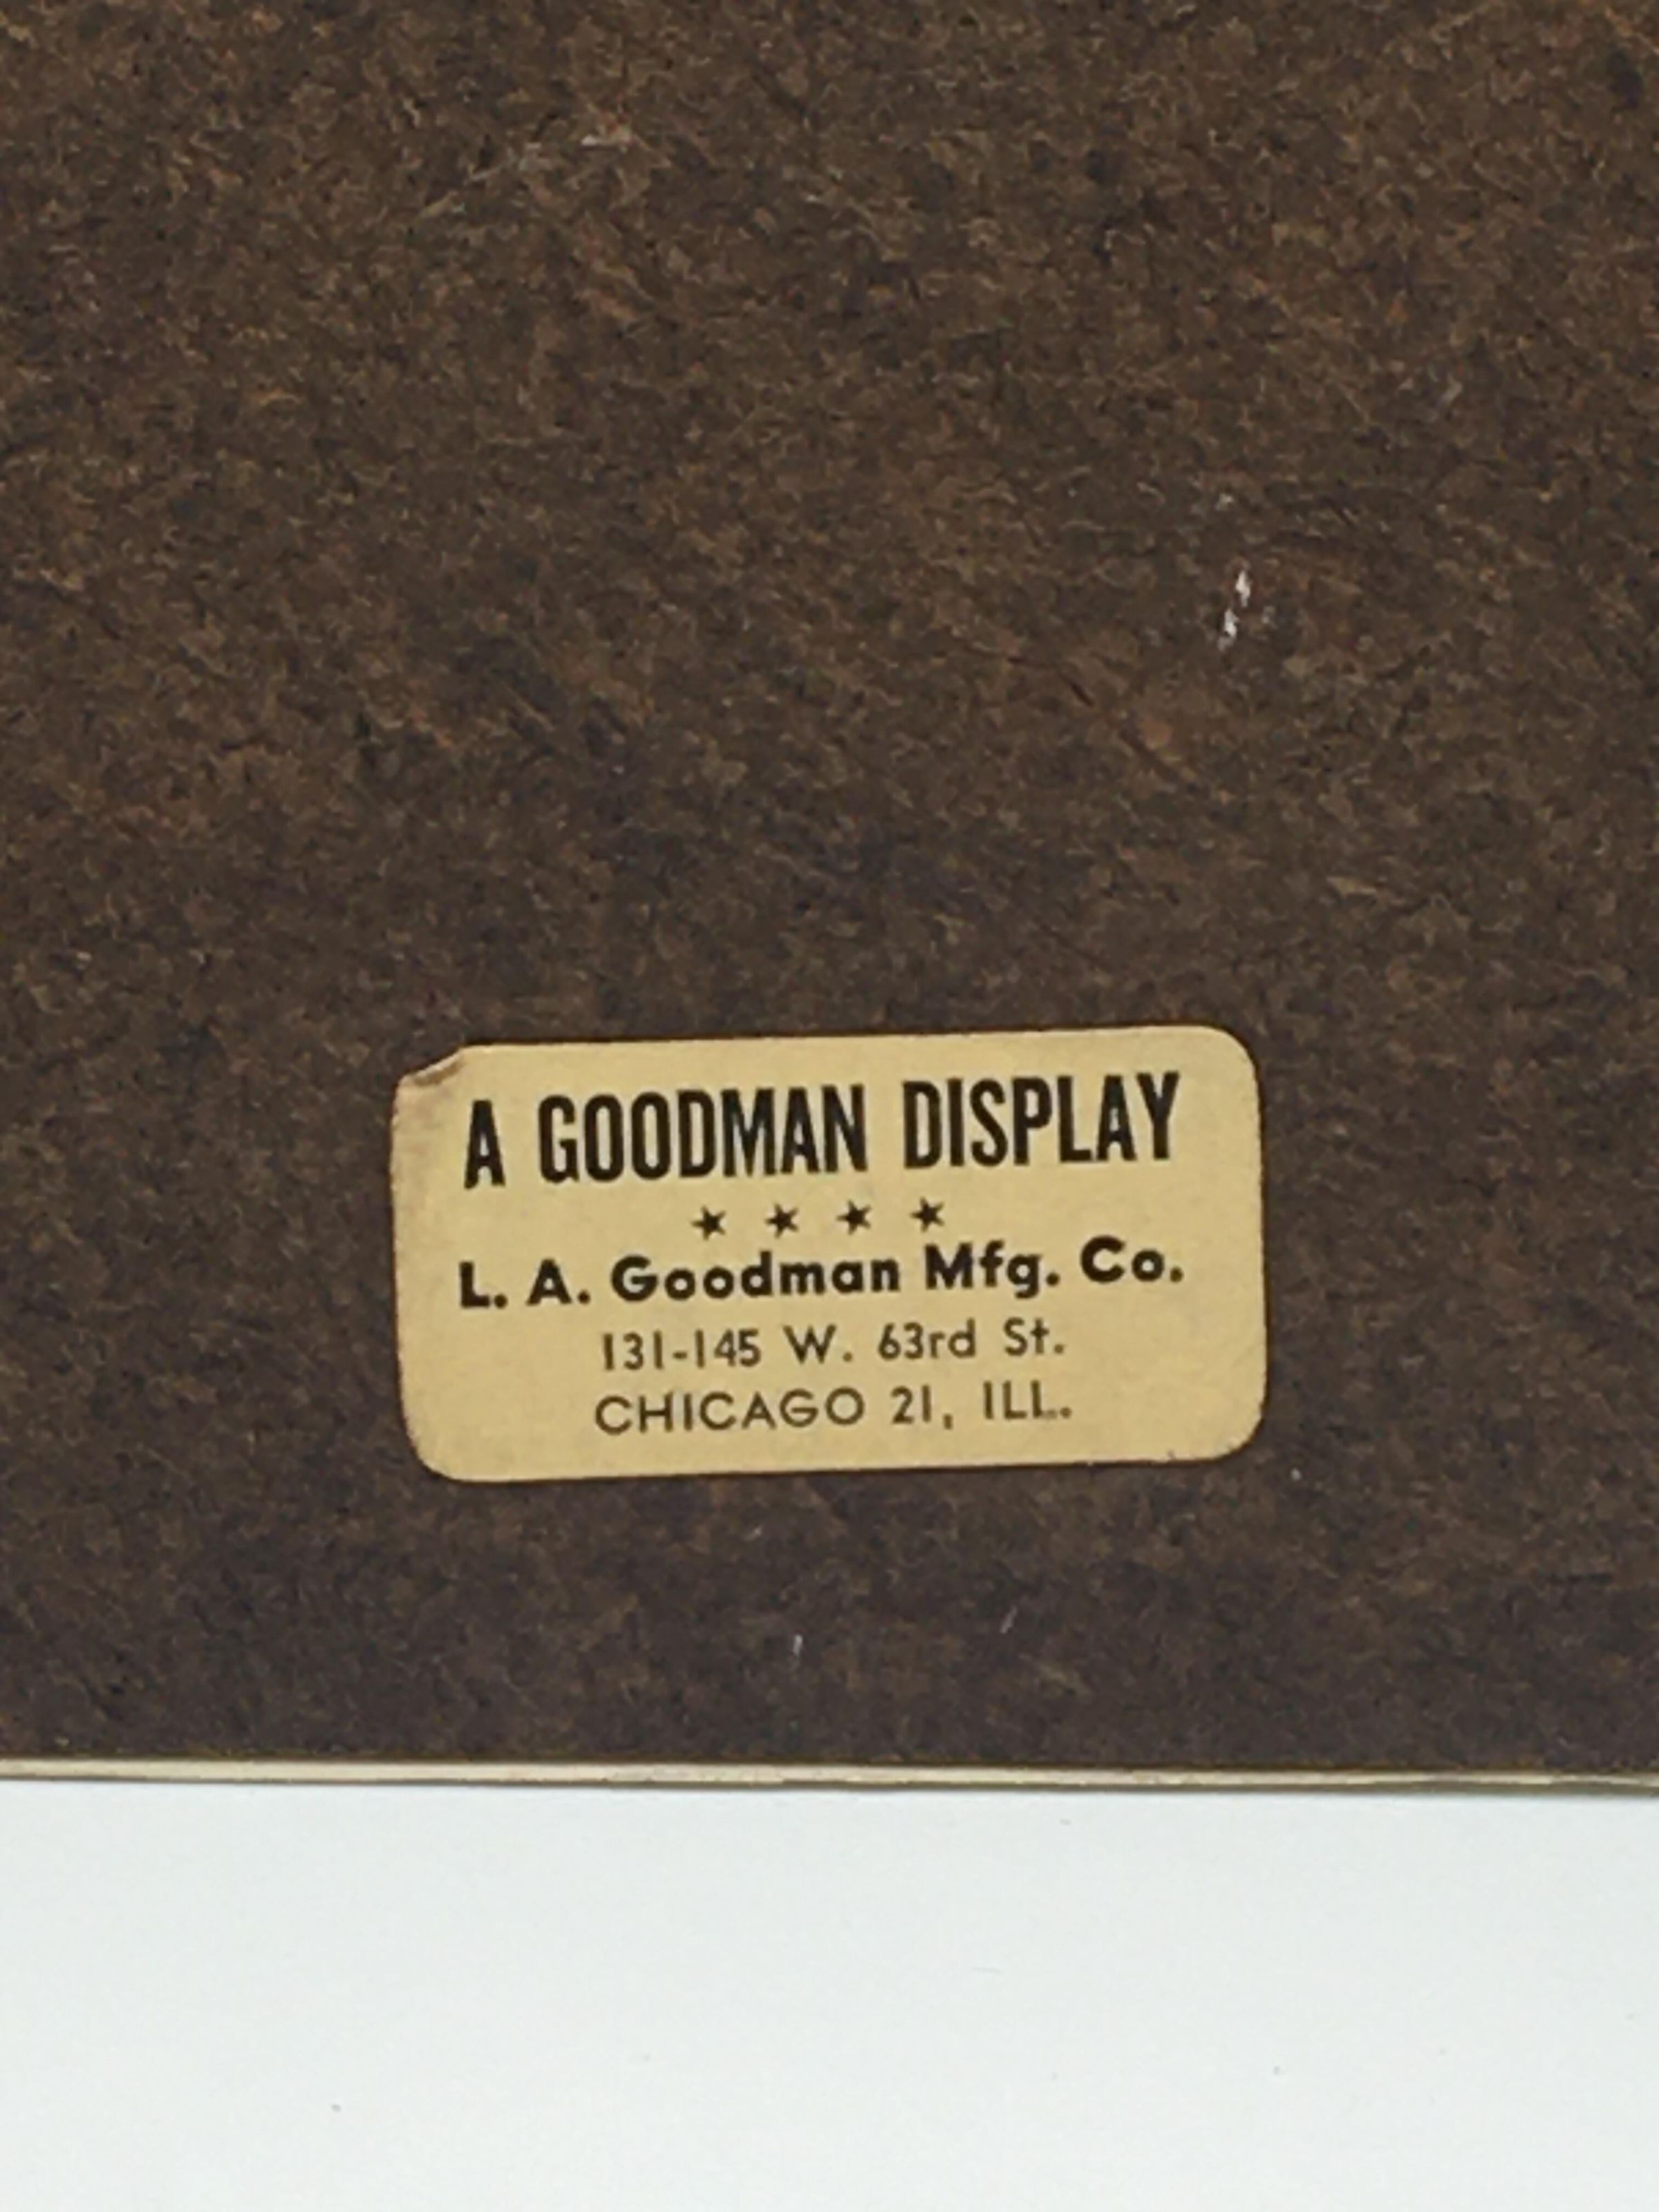 A GOODMAN DISPLAY
★ ★ ★ ★
L. A. Goodman Mfg. Co.
131-145 W. 63rd St.
CHICAGO 21, ILL.